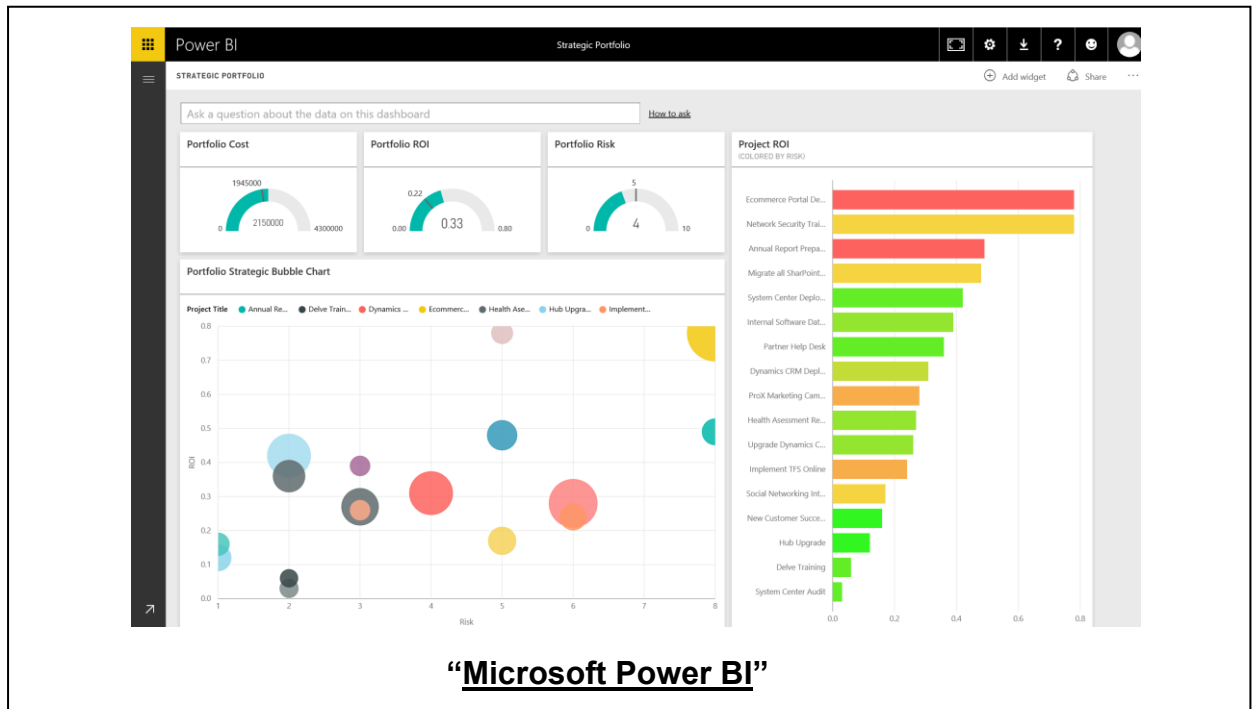 Power BI
Strategic Portfolio
?
STRATEGIC PORTFOLIO
Add widget
Share
...
Ask a question about the data on this dashboard
How to ask
Portfolio Cost
1945000
0
2150000
4300000
Portfolio ROI
0.22
0.00
0.33
0.80
Portfolio Risk
5
0
4
10
Portfolio Strategic Bubble Chart
Project Title Annual Re... Delve Train... Dynamics ... Ecommerc... Health Ase... Hub Upgra... Implement...
0.8
0.7
0.6
0.5
0.4
0.3
0.2
0.1
0.0
ROI
1 2 3 4 5 6 7 8
Risk
Project ROI
(COLORED BY RISK)
Ecommerce Portal De...
Network Security Trai...
Annual Report Prepa...
Migrate all SharePoint...
System Center Deplo...
Internal Software Dat...
Partner Help Desk
Dynamics CRM Depl...
ProX Marketing Cam...
Health Asessment Re...
Upgrade Dynamics C...
Implement TFS Online
Social Networking Int...
New Customer Succe...
Hub Upgrade
Delve Training
System Center Audit
0.0 0.2 0.4 0.6 0.8
“Microsoft Power BI”